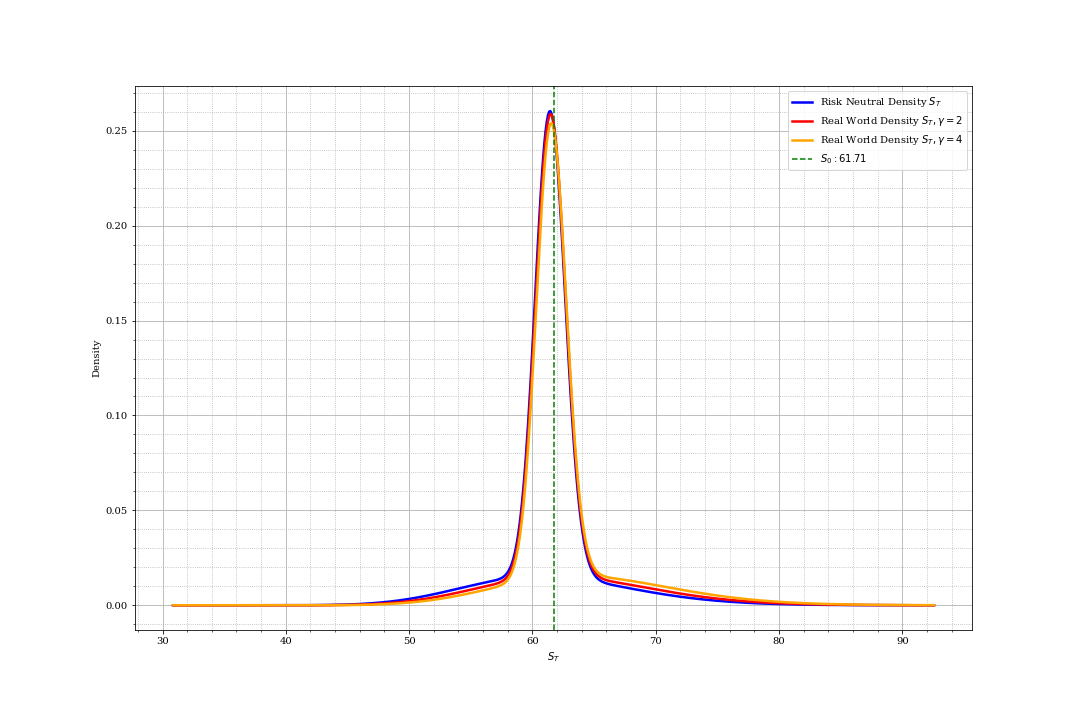 Risk Neutral Density S_T
Real World Density S_T, γ = 2
Real World Density S_T, γ = 4
S_0 : 61.71
0.25
0.20
0.15
0.10
0.05
0.00
Density
30 40 50 60 70 80 90
S_T